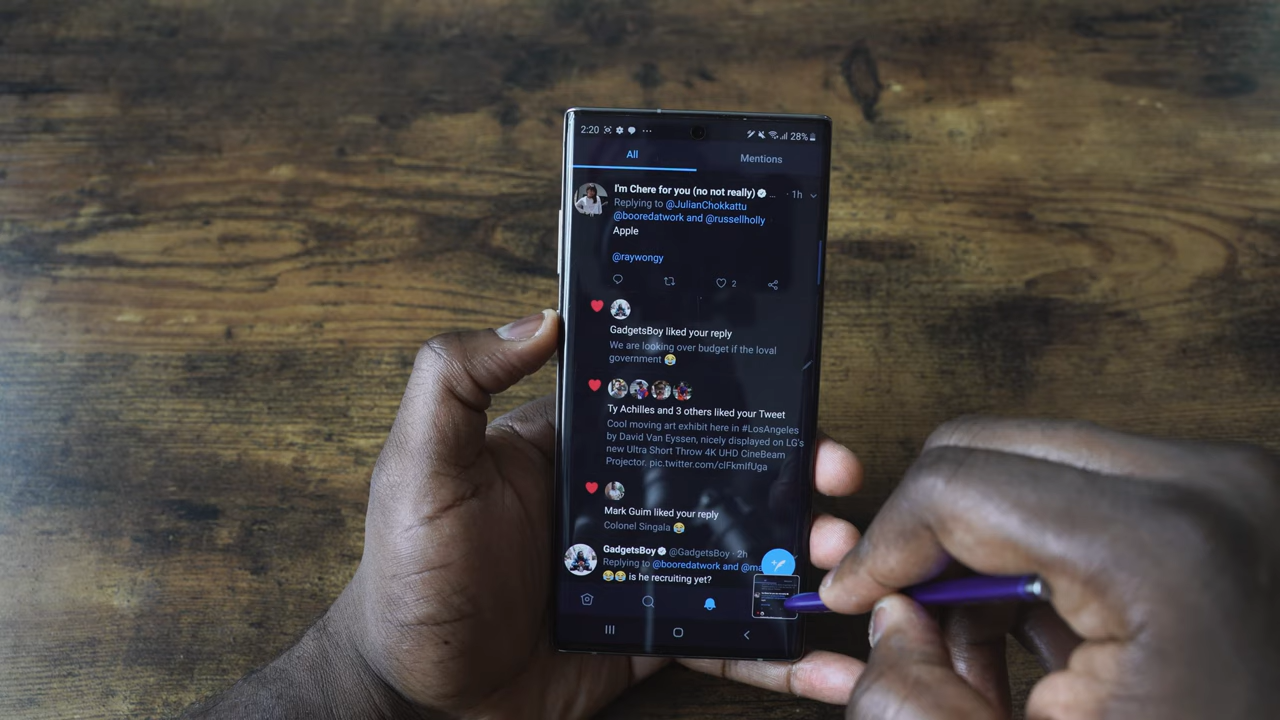 2:20 28%
All Mentions
I'm Chere for you (no not really) ... · 1h
Replying to @JulianChokkattu
@booredatwork and @russellholly
Apple
@raywongy
2
GadgetsBoy liked your reply
We are looking over budget if the loval
government 😂
Ty Achilles and 3 others liked your Tweet
Cool moving art exhibit here in #LosAngeles
by David Van Eyssen, nicely displayed on LG's
new Ultra Short Throw 4K UHD CineBeam
Projector. pic.twitter.com/clFkmIfUga
Mark Guim liked your reply
Colonel Singala 😂
GadgetsBoy @GadgetsBoy · 2h
Replying to @booredatwork and @ma
😂😂 is he recruiting yet?